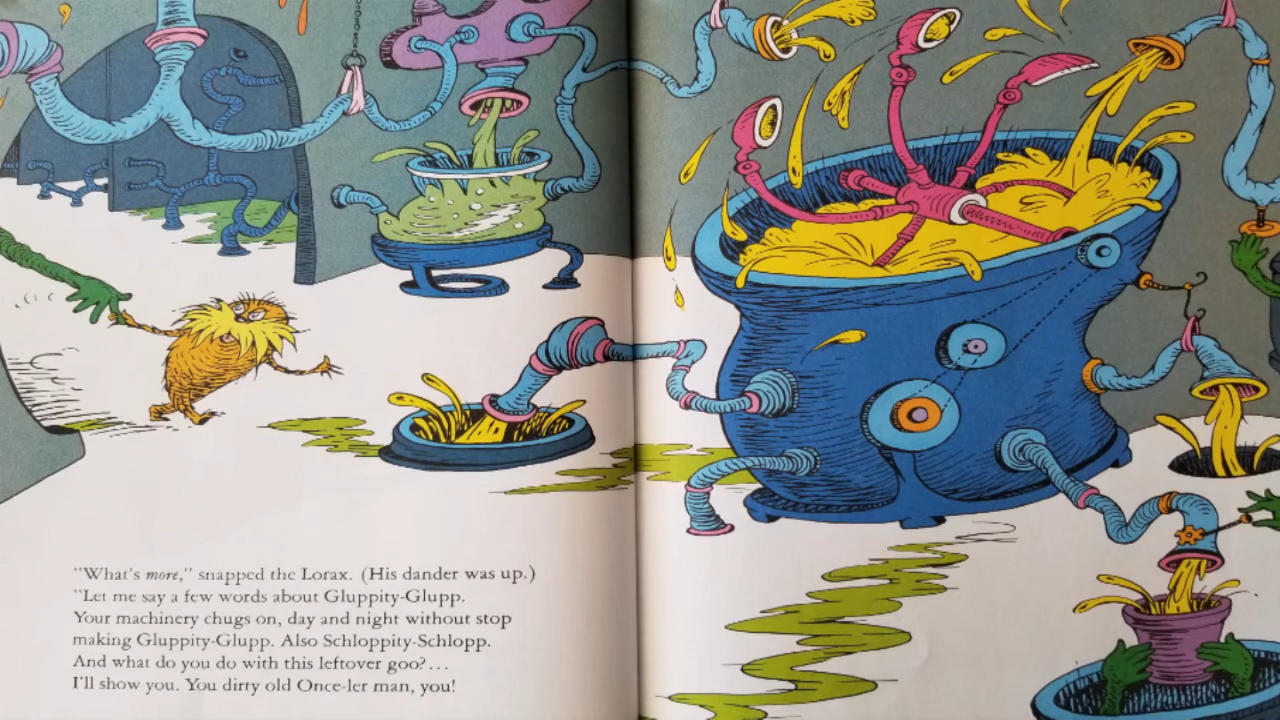 "What's more," snapped the Lorax. (His dander was up.)
"Let me say a few words about Gluppity-Glupp.
Your machinery chugs on, day and night without stop
making Gluppity-Glupp. Also Schloppity-Schlopp.
And what do you do with this leftover goo?...
I'll show you. You dirty old Once-ler man, you!